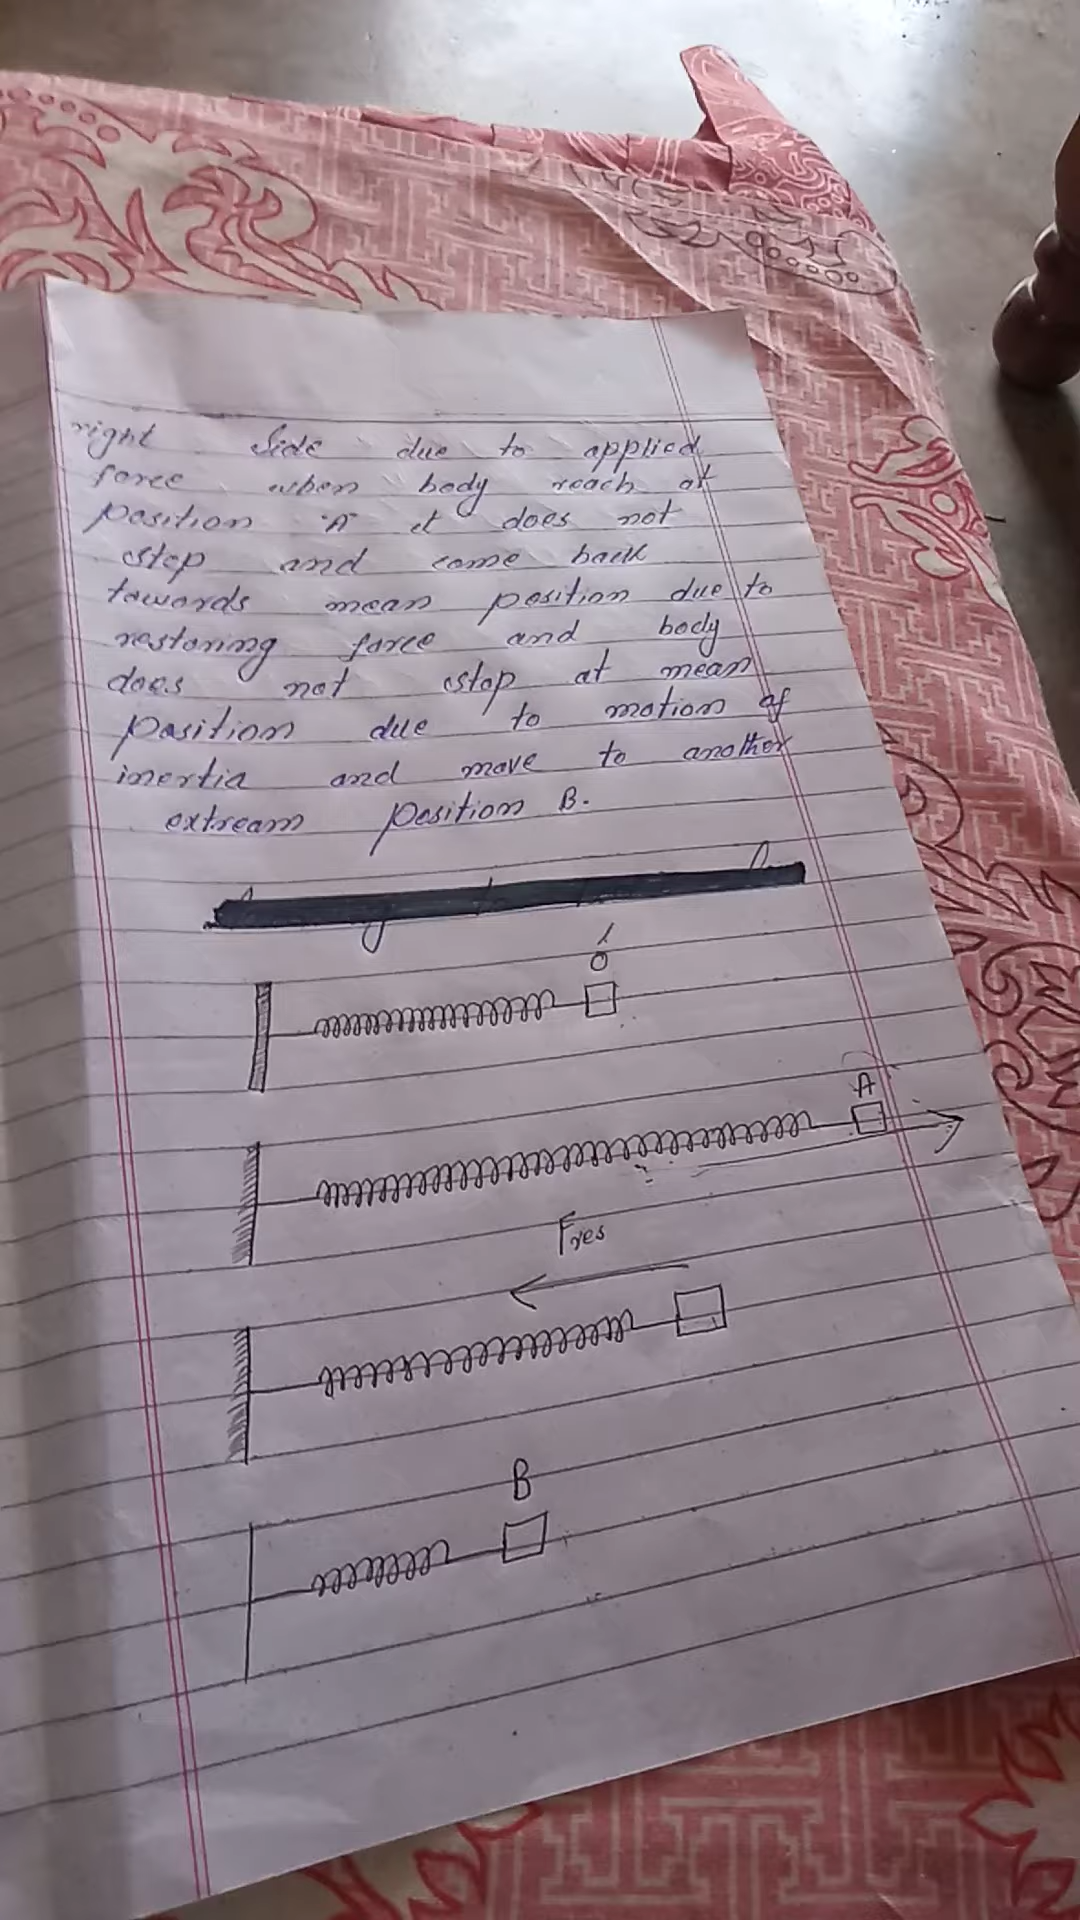 right side due to applied
force when body reach at
position "A" it does not
stop and come back
towards mean position due to
restoring force and body
does not stop at mean
position due to motion of
inertia and move to another
extream position B.
O
A
Fres
B